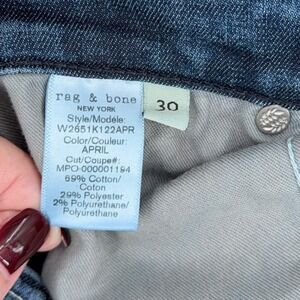 rag & bone
NEW YORK
Style/Modèle:
W2651K122APR
Color/Couleur:
APRIL
Cut/Coupe#:
MPO-000001194
69% Cotton/
Coton
29% Polyester
2% Polyurethane/
Polyurethane
30